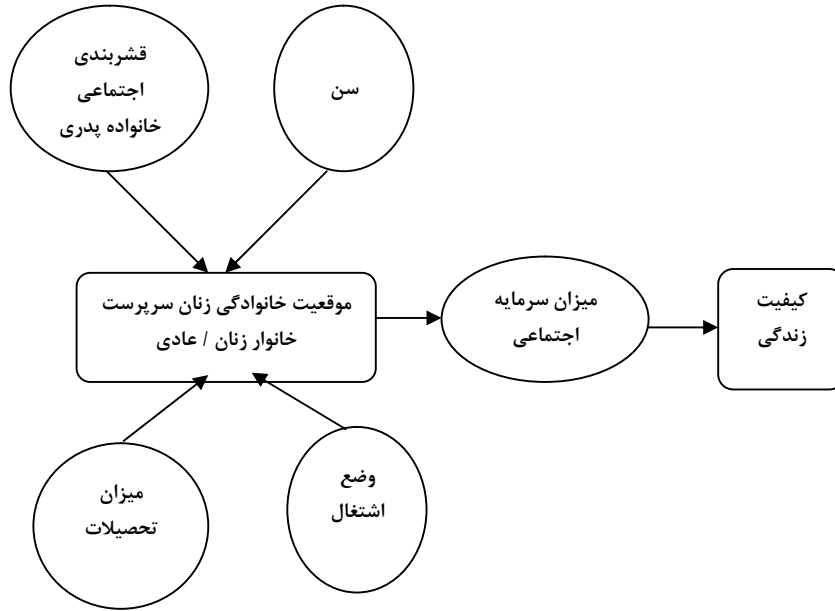 قشربندی
اجتماعی
خانواده پدری
سن
موقعیت خانوادگی زنان سرپرست
خانوار زنان / عادی
میزان سرمایه
اجتماعی
کیفیت
زندگی
میزان
تحصیلات
وضع
اشتغال